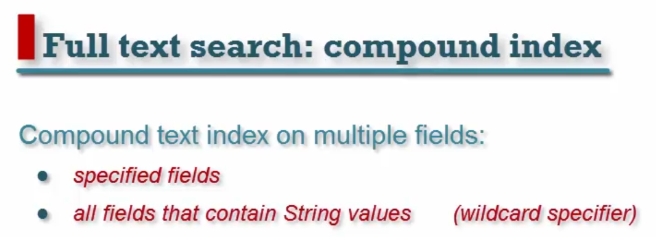 Full text search: compound index
Compound text index on multiple fields:
● specified fields
● all fields that contain String values (wildcard specifier)